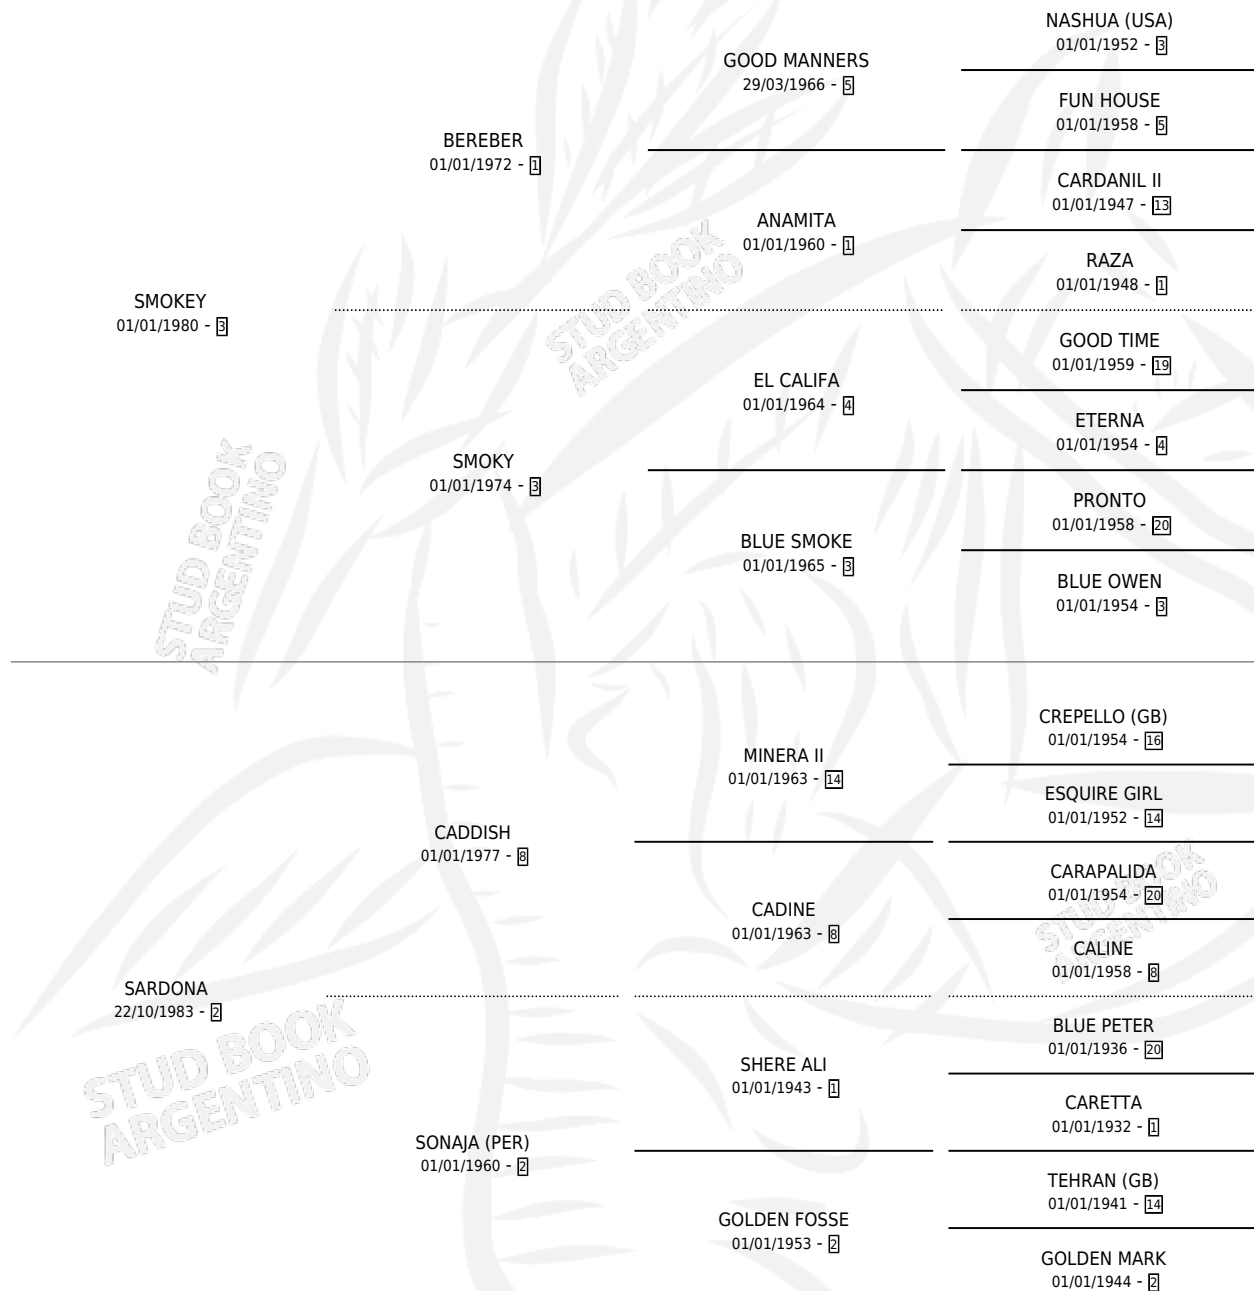 NASHUA (USA)
01/01/1952 - 3
GOOD MANNERS
29/03/1966 - 5
FUN HOUSE
01/01/1958 - 5
BEREBER
01/01/1972 - 1
CARDANIL II
01/01/1947 - 13
ANAMITA
01/01/1960 - 1
RAZA
01/01/1948 - 1
SMOKEY
01/01/1980 - 3
GOOD TIME
01/01/1959 - 19
EL CALIFA
01/01/1964 - 4
ETERNA
01/01/1954 - 4
SMOKY
01/01/1974 - 3
PRONTO
01/01/1958 - 20
BLUE SMOKE
01/01/1965 - 3
BLUE OWEN
01/01/1954 - 3
CREPELLO (GB)
01/01/1954 - 16
MINERA II
01/01/1963 - 14
ESQUIRE GIRL
01/01/1952 - 14
CADDISH
01/01/1977 - 8
CARAPALIDA
01/01/1954 - 20
CADINE
01/01/1963 - 8
CALINE
01/01/1958 - 8
SARDONA
22/10/1983 - 2
BLUE PETER
01/01/1936 - 20
SHERE ALI
01/01/1943 - 1
CARETTA
01/01/1932 - 1
SONAJA (PER)
01/01/1960 - 2
TEHRAN (GB)
01/01/1941 - 14
GOLDEN FOSSE
01/01/1953 - 2
GOLDEN MARK
01/01/1944 - 2
STUD BOOK
ARGENTINO
STUD BOOK
ARGENTINO
STUD BOOK
ARGENTINO
STUD BOOK
ARGENTINO